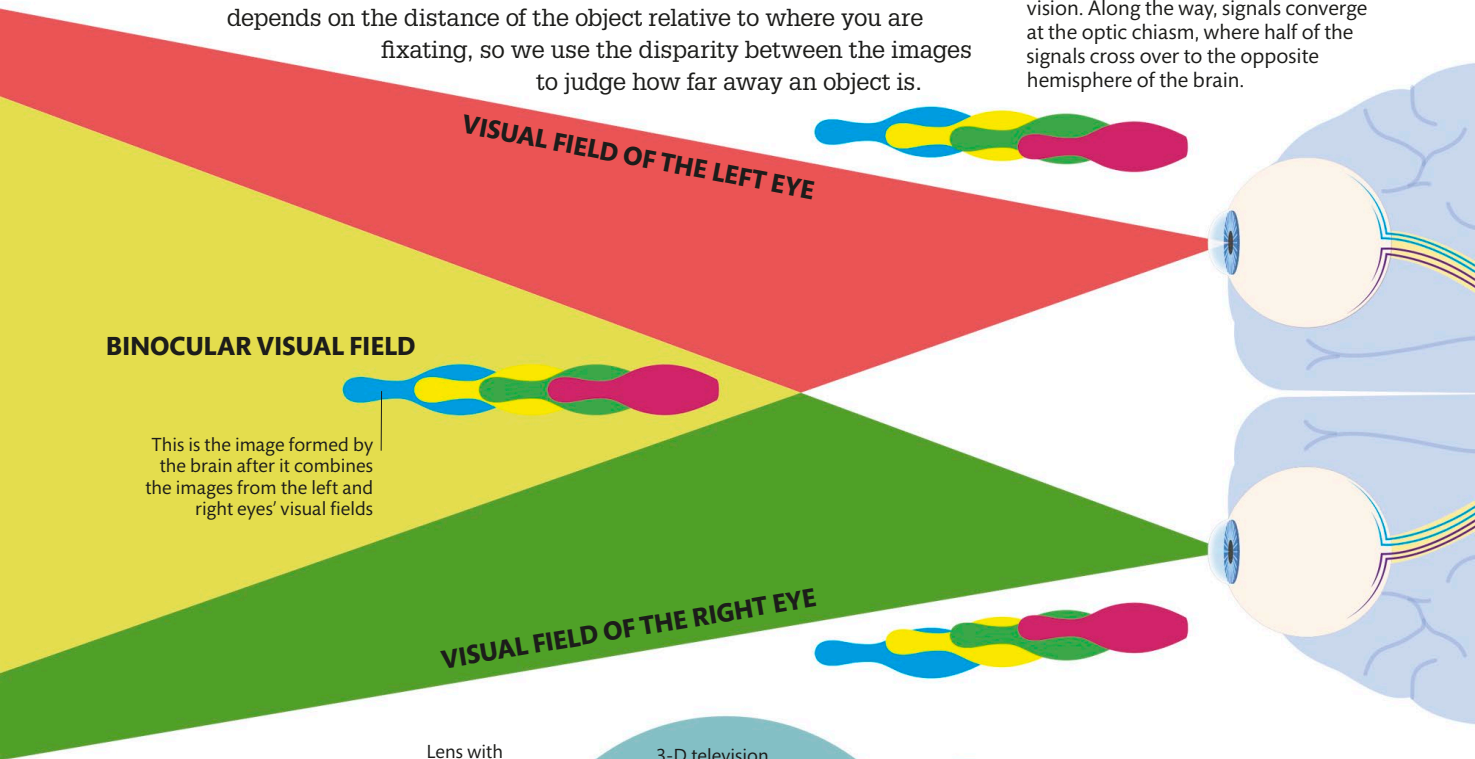 depends on the distance of the object relative to where you are
fixating, so we use the disparity between the images
to judge how far away an object is.
vision. Along the way, signals converge
at the optic chiasm, where half of the
signals cross over to the opposite
hemisphere of the brain.
VISUAL FIELD OF THE LEFT EYE
BINOCULAR VISUAL FIELD
This is the image formed by
the brain after it combines
the images from the left and
right eyes’ visual fields
VISUAL FIELD OF THE RIGHT EYE
Lens with
3-D television